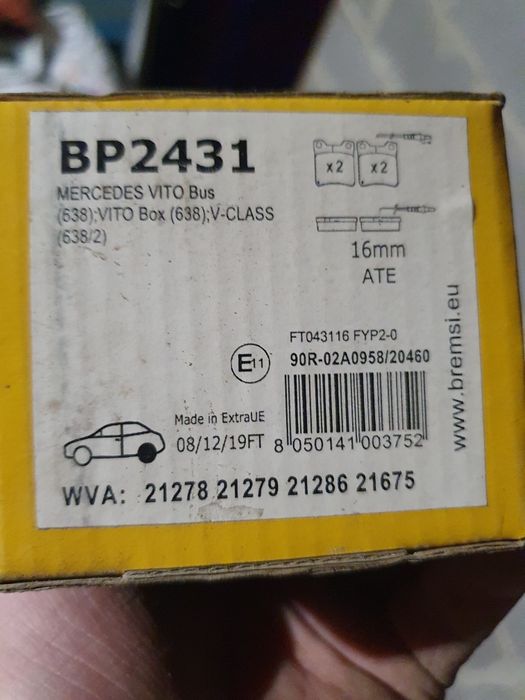 BP2431
MERCEDES VITO Bus
(638);VITO Box (638);V-CLASS
(638/2)
x2 x2
16mm
ATE
FT043116 FYP2-0
E11 90R-02A0958/20460
www.bremsi.eu
Made in ExtraUE
08/12/19FT
8 050141 003752
WVA: 21278 21279 21286 21675